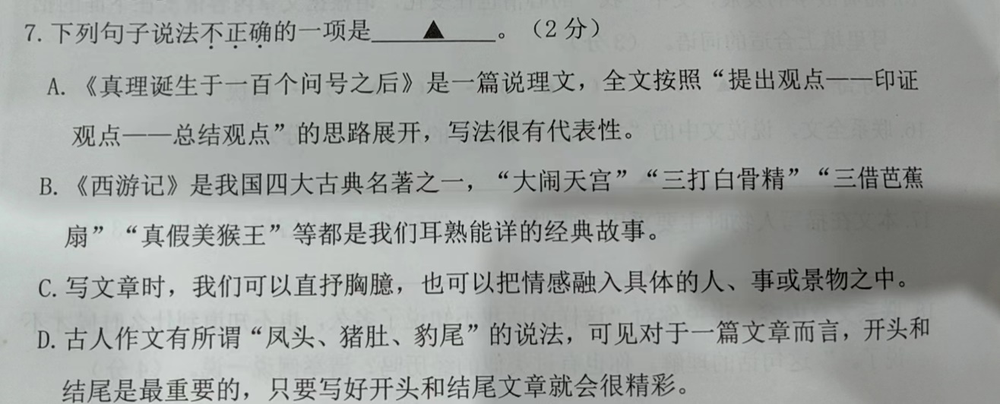 7. 下列句子说法不正确的一项是____▲____。（2分）
A. 《真理诞生于一百个问号之后》是一篇说理文，全文按照“提出观点——印证
观点——总结观点”的思路展开，写法很有代表性。
B. 《西游记》是我国四大古典名著之一，“大闹天宫”“三打白骨精”“三借芭蕉
扇”“真假美猴王”等都是我们耳熟能详的经典故事。
C. 写文章时，我们可以直抒胸臆，也可以把情感融入具体的人、事或景物之中。
D. 古人作文有所谓“凤头、猪肚、豹尾”的说法，可见对于一篇文章而言，开头和
结尾是最重要的，只要写好开头和结尾文章就会很精彩。